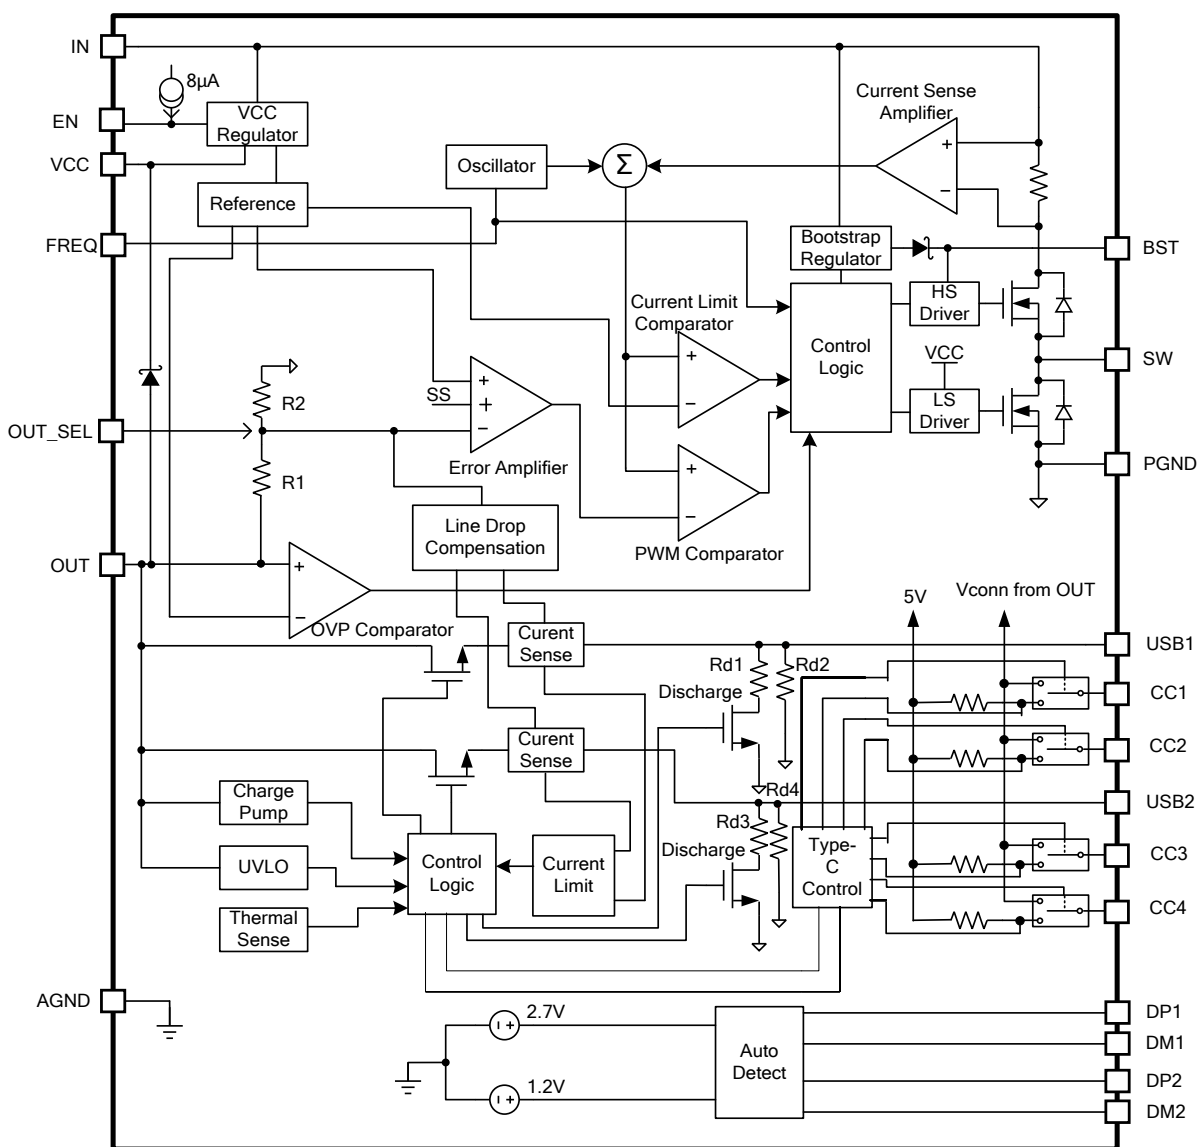 IN
8µA
EN
VCC
Regulator
VCC
Reference
FREQ
Oscillator
Σ
Current Sense
Amplifier
+
−
Bootstrap
Regulator
BST
HS
Driver
Current Limit
Comparator
+
−
Control
Logic
VCC
LS
Driver
SW
R2
SS
+
+
−
Error Amplifier
OUT_SEL
R1
+
−
PWM Comparator
PGND
Line Drop
Compensation
OUT
+
−
OVP Comparator
5V
Vconn from OUT
Curent
Sense
USB1
Rd1
Rd2
Discharge
CC1
Curent
Sense
CC2
Charge
Pump
Rd4
USB2
Rd3
Discharge
UVLO
Control
Logic
Current
Limit
Type-
C
Control
CC3
Thermal
Sense
CC4
AGND
2.7V
+
1.2V
+
Auto
Detect
DP1
DM1
DP2
DM2